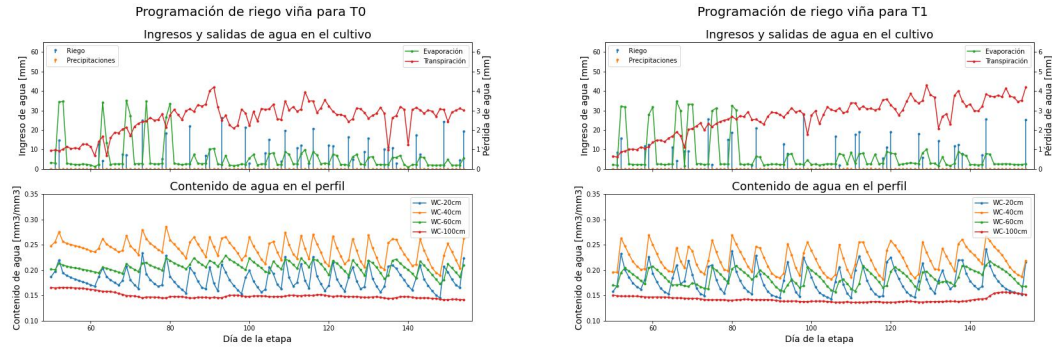 Programación de riego viña para T0
Ingresos y salidas de agua en el cultivo
Riego
Precipitaciones
Evaporación
Transpiración
Ingreso de agua [mm]
Pérdida de agua [mm]
60
50
40
30
20
10
0
6
5
4
3
2
1
0
Contenido de agua en el perfil
WC-20cm
WC-40cm
WC-60cm
WC-100cm
Contenido de agua [mm3/mm3]
0.35
0.30
0.25
0.20
0.15
0.10
60
80
100
120
140
Día de la etapa
Programación de riego viña para T1
Ingresos y salidas de agua en el cultivo
Riego
Precipitaciones
Evaporación
Transpiración
Ingreso de agua [mm]
Pérdida de agua [mm]
60
50
40
30
20
10
0
6
5
4
3
2
1
0
Contenido de agua en el perfil
WC-20cm
WC-40cm
WC-60cm
WC-100cm
Contenido de agua [mm3/mm3]
0.35
0.30
0.25
0.20
0.15
0.10
60
80
100
120
140
Día de la etapa